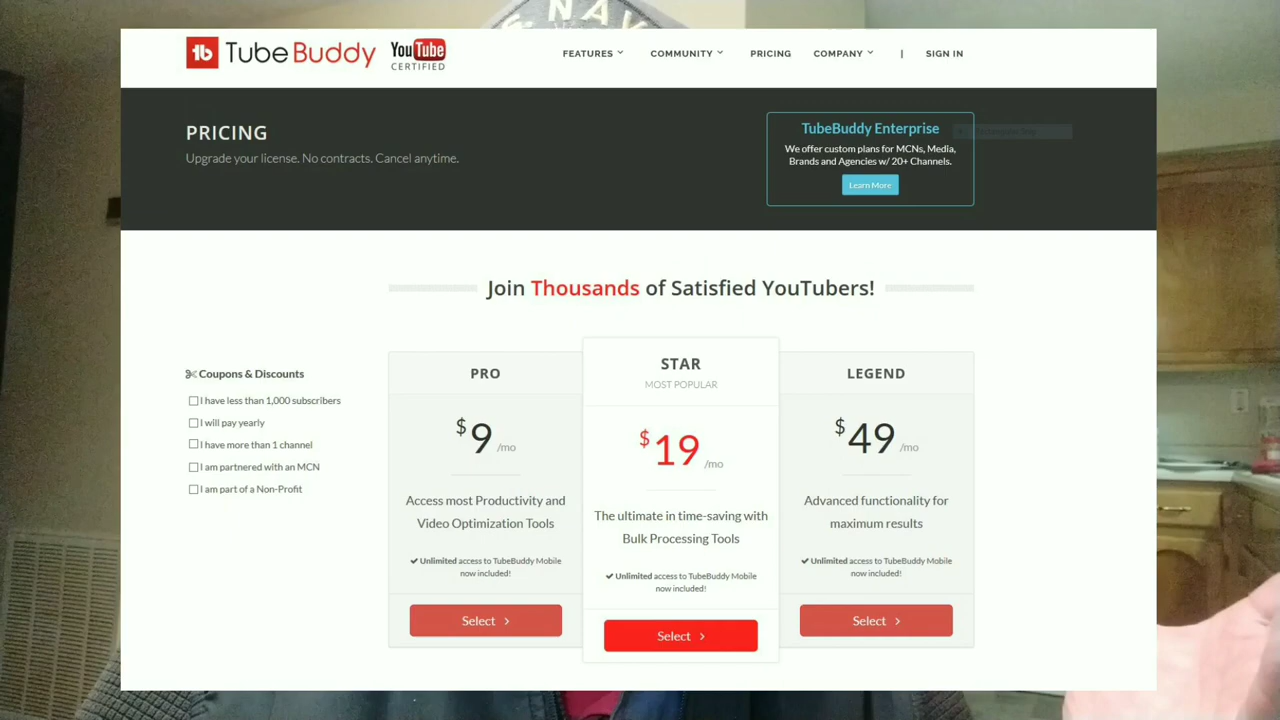 NAV
TubeBuddy
YouTube
CERTIFIED
FEATURES
COMMUNITY
PRICING
COMPANY
|
SIGN IN
PRICING
Upgrade your license. No contracts. Cancel anytime.
TubeBuddy Enterprise
We offer custom plans for MCNs, Media,
Brands and Agencies w/ 20+ Channels.
Learn More
Join Thousands of Satisfied YouTubers!
Coupons & Discounts
I have less than 1,000 subscribers
I will pay yearly
I have more than 1 channel
I am partnered with an MCN
I am part of a Non-Profit
PRO
$9 /mo
Access most Productivity and
Video Optimization Tools
Unlimited access to TubeBuddy Mobile
now included!
Select
STAR
MOST POPULAR
$19 /mo
The ultimate in time-saving with
Bulk Processing Tools
Unlimited access to TubeBuddy Mobile
now included!
Select
LEGEND
$49 /mo
Advanced functionality for
maximum results
Unlimited access to TubeBuddy Mobile
now included!
Select